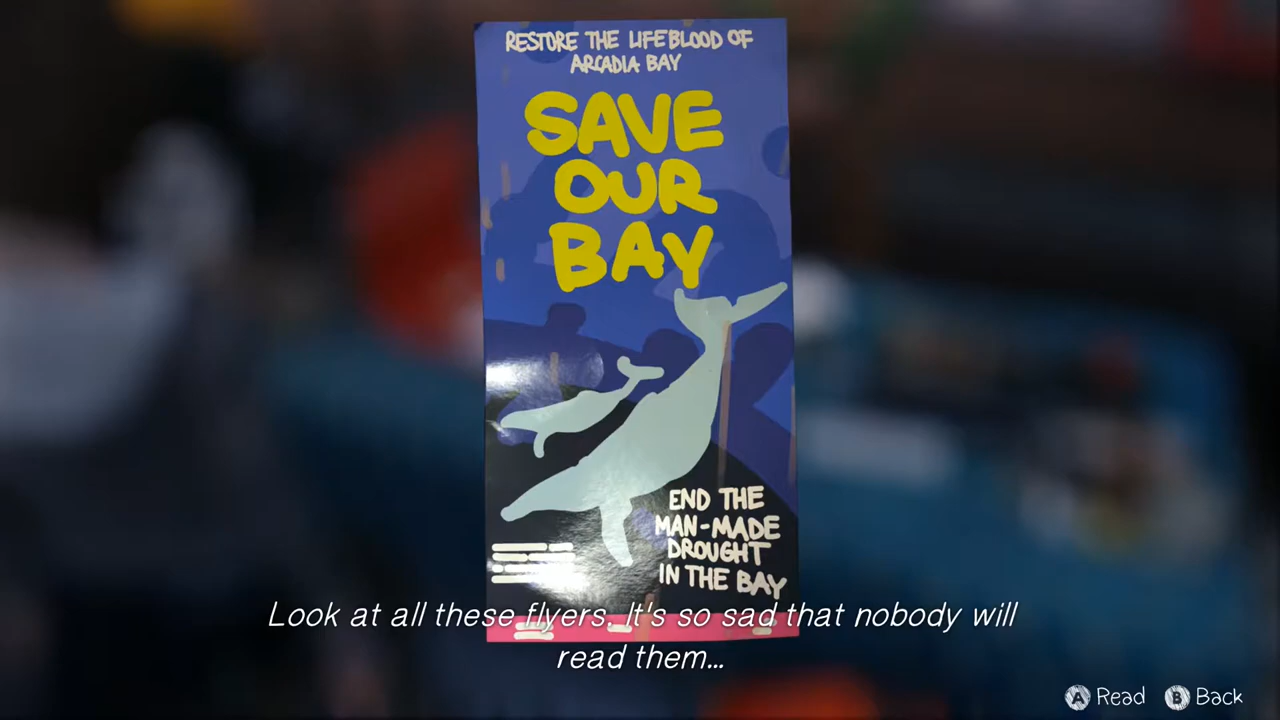 RESTORE THE LIFEBLOOD OF
ARCADIA BAY
SAVE
OUR
BAY
END THE
MAN-MADE
DROUGHT
IN THE BAY
Look at all these flyers. It's so sad that nobody will
read them...
A Read B Back